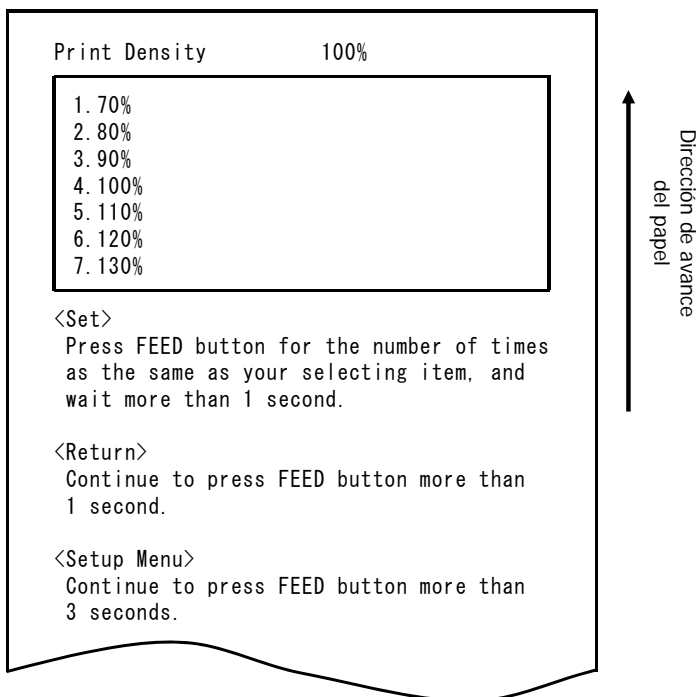 Print Density 100%
1. 70%
2. 80%
3. 90%
4. 100%
5. 110%
6. 120%
7. 130%
<Set>
Press FEED button for the number of times
as the same as your selecting item, and
wait more than 1 second.
<Return>
Continue to press FEED button more than
1 second.
<Setup Menu>
Continue to press FEED button more than
3 seconds.
Dirección de avance
del papel